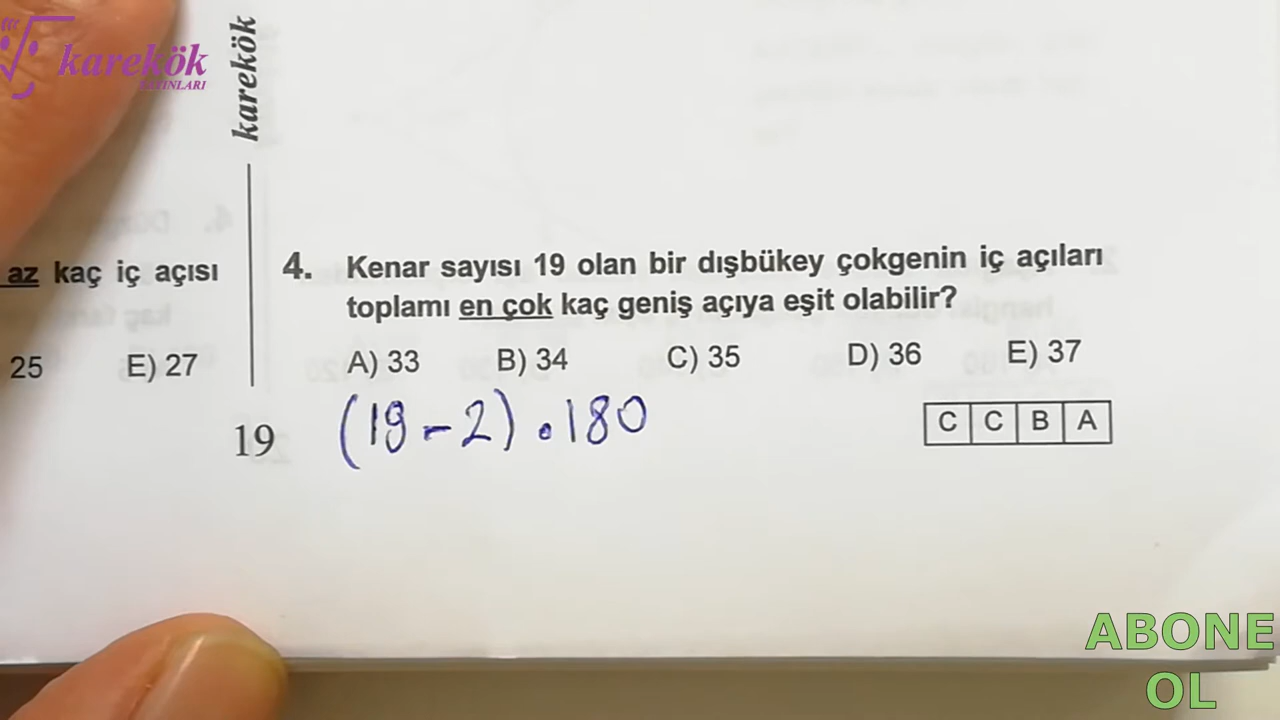 karekök
YAYINLARI
karekök
az kaç iç açısı
25 E) 27
19
4. Kenar sayısı 19 olan bir dışbükey çokgenin iç açıları
toplamı en çok kaç geniş açıya eşit olabilir?
A) 33 B) 34 C) 35 D) 36 E) 37
(19-2).180
C C B A
ABONE
OL